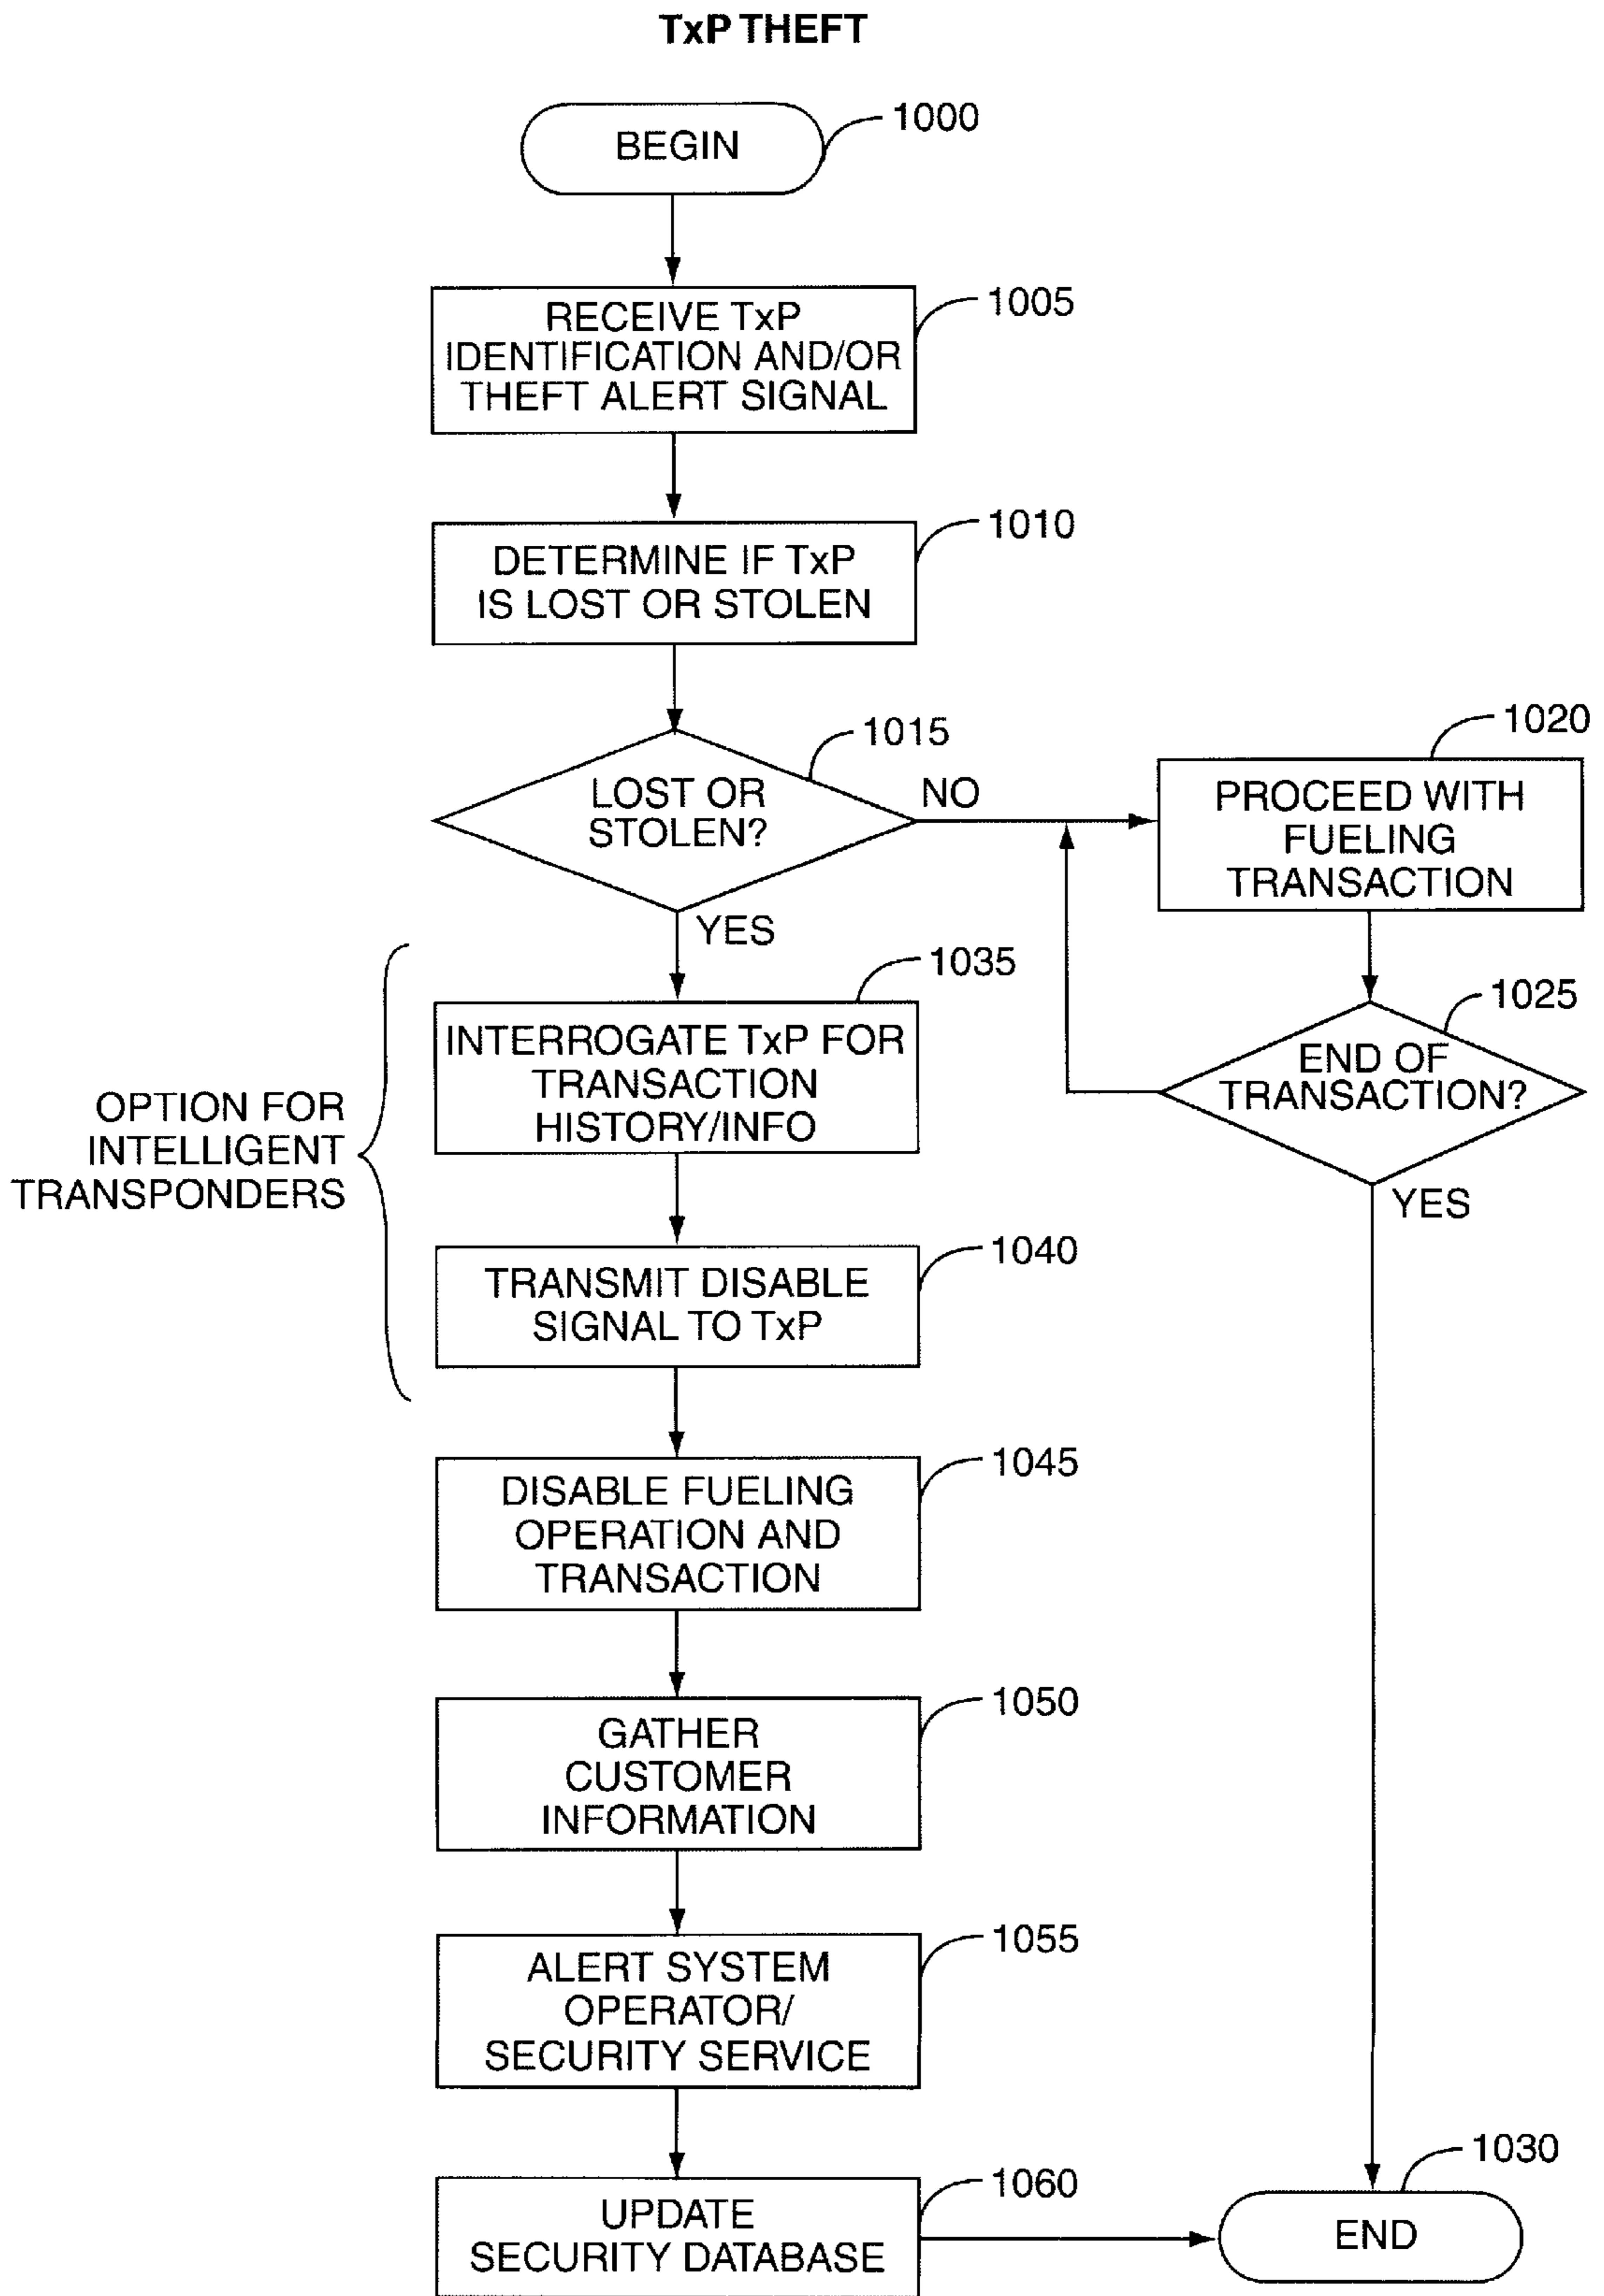 TxP THEFT
BEGIN
1000
RECEIVE TxP
IDENTIFICATION AND/OR
THEFT ALERT SIGNAL
1005
DETERMINE IF TxP
IS LOST OR STOLEN
1010
LOST OR
STOLEN?
1015
NO
YES
PROCEED WITH
FUELING
TRANSACTION
1020
END OF
TRANSACTION?
1025
YES
OPTION FOR
INTELLIGENT
TRANSPONDERS
INTERROGATE TxP FOR
TRANSACTION
HISTORY/INFO
1035
TRANSMIT DISABLE
SIGNAL TO TxP
1040
DISABLE FUELING
OPERATION AND
TRANSACTION
1045
GATHER
CUSTOMER
INFORMATION
1050
ALERT SYSTEM
OPERATOR/
SECURITY SERVICE
1055
UPDATE
SECURITY DATABASE
1060
END
1030